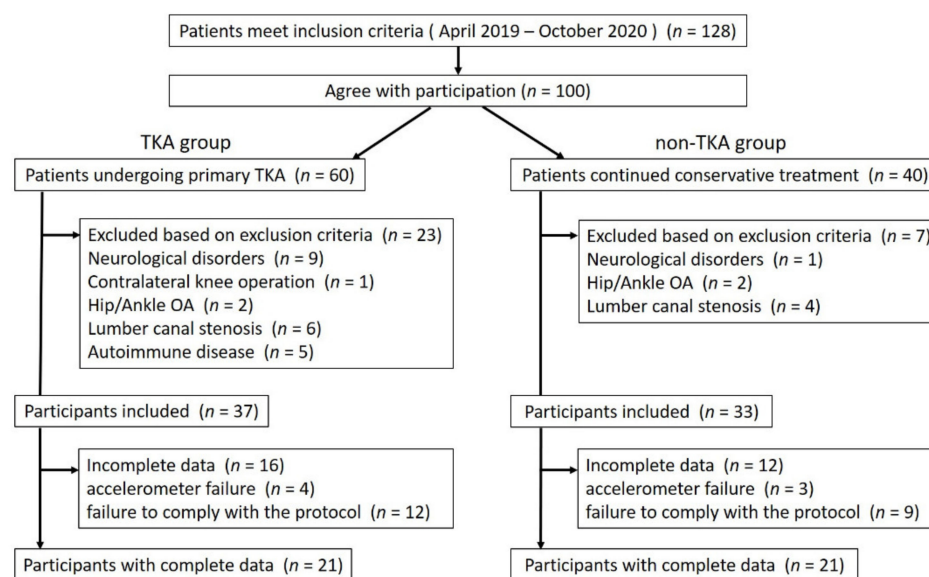 Patients meet inclusion criteria ( April 2019 – October 2020 ) (n = 128)
Agree with participation (n = 100)
TKA group
Patients undergoing primary TKA (n = 60)
Excluded based on exclusion criteria (n = 23)
Neurological disorders (n = 9)
Contralateral knee operation (n = 1)
Hip/Ankle OA (n = 2)
Lumber canal stenosis (n = 6)
Autoimmune disease (n = 5)
Participants included (n = 37)
Incomplete data (n = 16)
accelerometer failure (n = 4)
failure to comply with the protocol (n = 12)
Participants with complete data (n = 21)
non-TKA group
Patients continued conservative treatment (n = 40)
Excluded based on exclusion criteria (n = 7)
Neurological disorders (n = 1)
Hip/Ankle OA (n = 2)
Lumber canal stenosis (n = 4)
Participants included (n = 33)
Incomplete data (n = 12)
accelerometer failure (n = 3)
failure to comply with the protocol (n = 9)
Participants with complete data (n = 21)